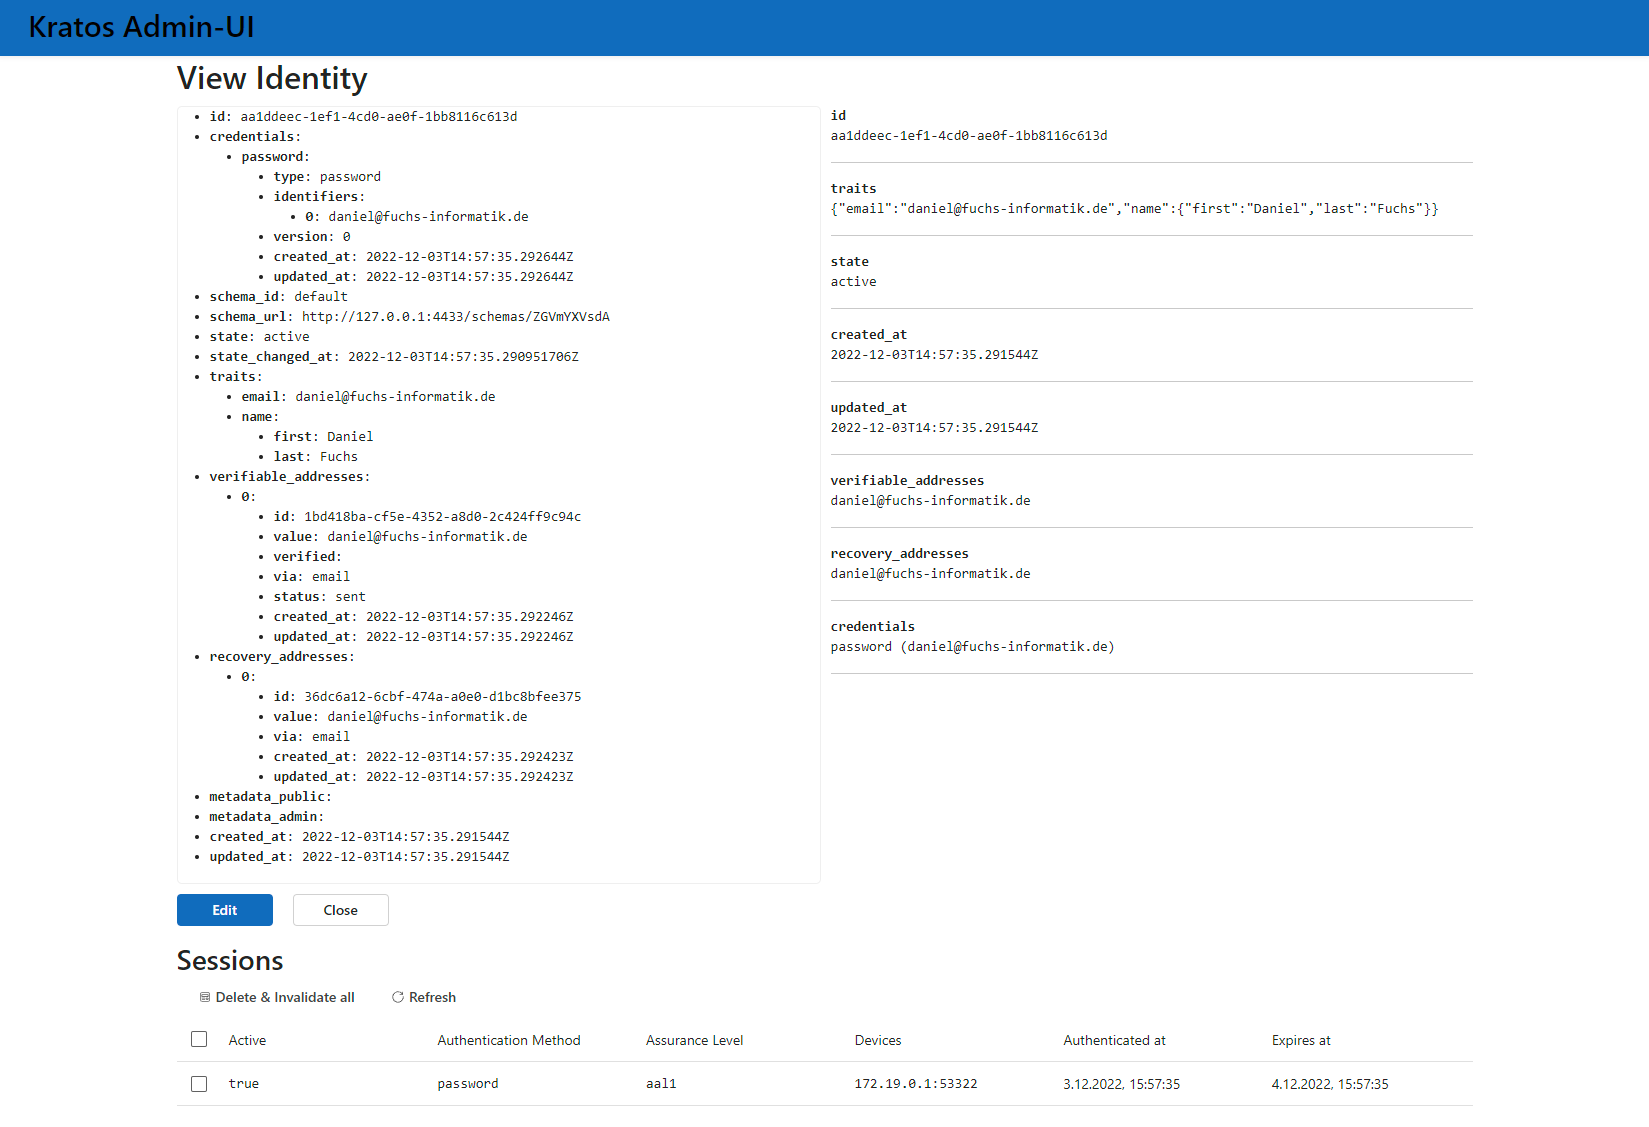 Kratos Admin-UI
View Identity
id: aa1ddeec-1ef1-4cd0-ae0f-1bb8116c613d
credentials:
password:
type: password
identifiers:
0: daniel@fuchs-informatik.de
version: 0
created_at: 2022-12-03T14:57:35.292644Z
updated_at: 2022-12-03T14:57:35.292644Z
schema_id: default
schema_url: http://127.0.0.1:4433/schemas/ZGVmYXVsdA
state: active
state_changed_at: 2022-12-03T14:57:35.290951706Z
traits:
email: daniel@fuchs-informatik.de
name:
first: Daniel
last: Fuchs
verifiable_addresses:
0:
id: 1bd418ba-cf5e-4352-a8d0-2c424ff9c94c
value: daniel@fuchs-informatik.de
verified:
via: email
status: sent
created_at: 2022-12-03T14:57:35.292246Z
updated_at: 2022-12-03T14:57:35.292246Z
recovery_addresses:
0:
id: 36dc6a12-6cbf-474a-a0e0-d1bc8bfee375
value: daniel@fuchs-informatik.de
via: email
created_at: 2022-12-03T14:57:35.292423Z
updated_at: 2022-12-03T14:57:35.292423Z
metadata_public:
metadata_admin:
created_at: 2022-12-03T14:57:35.291544Z
updated_at: 2022-12-03T14:57:35.291544Z
id
aa1ddeec-1ef1-4cd0-ae0f-1bb8116c613d
traits
{"email":"daniel@fuchs-informatik.de","name":{"first":"Daniel","last":"Fuchs"}}
state
active
created_at
2022-12-03T14:57:35.291544Z
updated_at
2022-12-03T14:57:35.291544Z
verifiable_addresses
daniel@fuchs-informatik.de
recovery_addresses
daniel@fuchs-informatik.de
credentials
password (daniel@fuchs-informatik.de)
Edit Close
Sessions
Delete & Invalidate all Refresh
Active Authentication Method Assurance Level Devices Authenticated at Expires at
true password aal1 172.19.0.1:53322 3.12.2022, 15:57:35 4.12.2022, 15:57:35